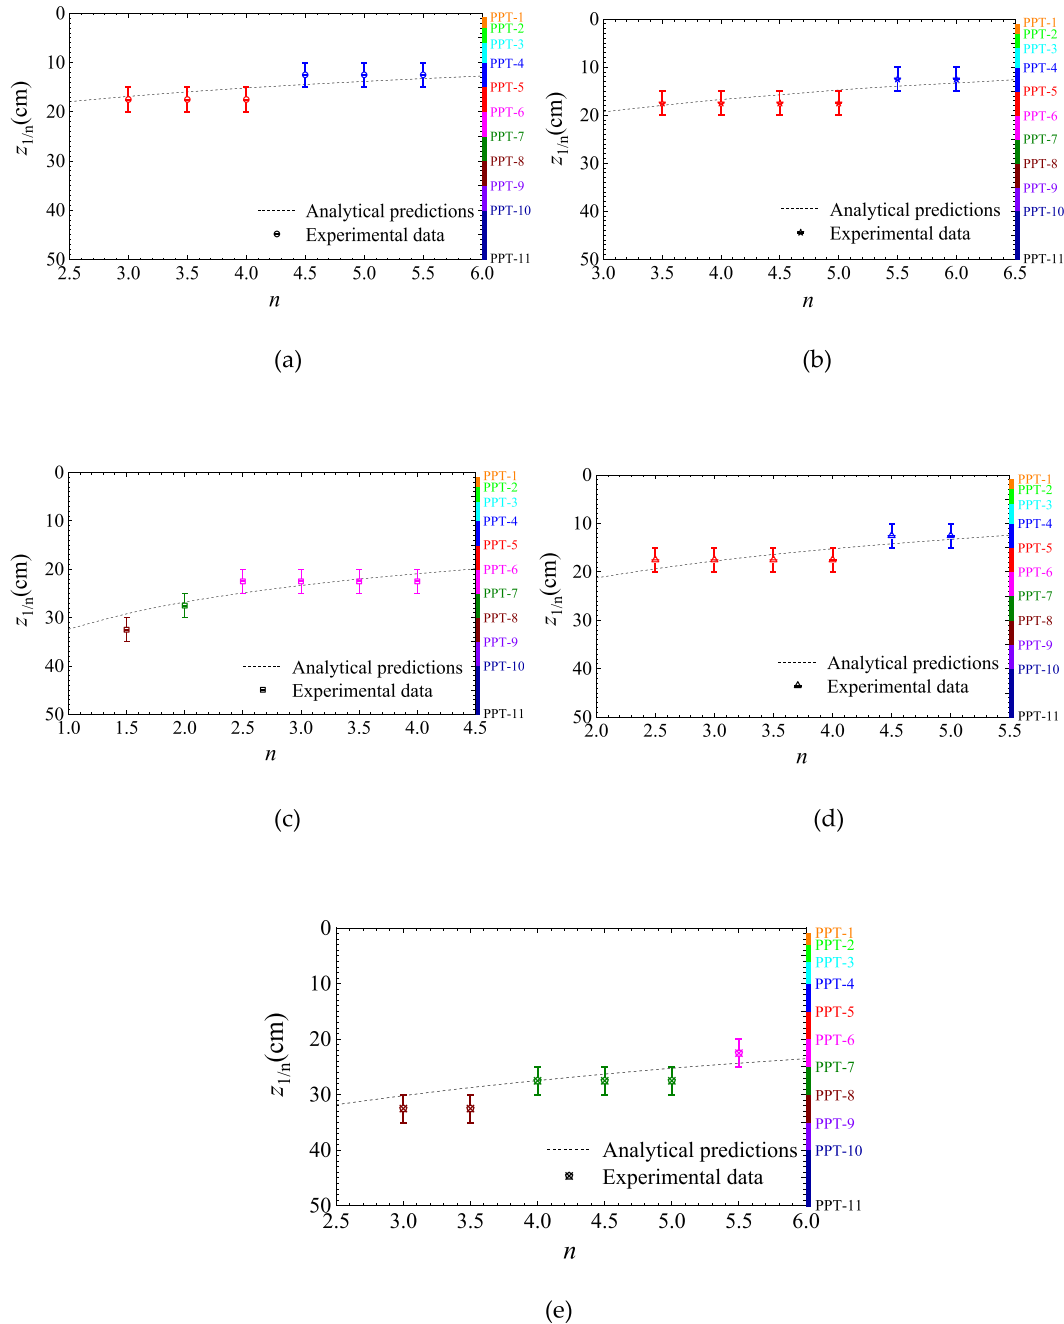 0
10
20
30
40
50
z1/n(cm)
2.5 3.0 3.5 4.0 4.5 5.0 5.5 6.0
n
Analytical predictions
Experimental data
PPT-1
PPT-2
PPT-3
PPT-4
PPT-5
PPT-6
PPT-7
PPT-8
PPT-9
PPT-10
PPT-11
(a)
0
10
20
30
40
50
z1/n(cm)
3.0 3.5 4.0 4.5 5.0 5.5 6.0 6.5
n
Analytical predictions
Experimental data
PPT-1
PPT-2
PPT-3
PPT-4
PPT-5
PPT-6
PPT-7
PPT-8
PPT-9
PPT-10
PPT-11
(b)
0
10
20
30
40
50
z1/n(cm)
1.0 1.5 2.0 2.5 3.0 3.5 4.0 4.5
n
Analytical predictions
Experimental data
PPT-1
PPT-2
PPT-3
PPT-4
PPT-5
PPT-6
PPT-7
PPT-8
PPT-9
PPT-10
PPT-11
(c)
0
10
20
30
40
50
z1/n(cm)
2.0 2.5 3.0 3.5 4.0 4.5 5.0 5.5
n
Analytical predictions
Experimental data
PPT-1
PPT-2
PPT-3
PPT-4
PPT-5
PPT-6
PPT-7
PPT-8
PPT-9
PPT-10
PPT-11
(d)
0
10
20
30
40
50
z1/n(cm)
2.5 3.0 3.5 4.0 4.5 5.0 5.5 6.0
n
Analytical predictions
Experimental data
PPT-1
PPT-2
PPT-3
PPT-4
PPT-5
PPT-6
PPT-7
PPT-8
PPT-9
PPT-10
PPT-11
(e)